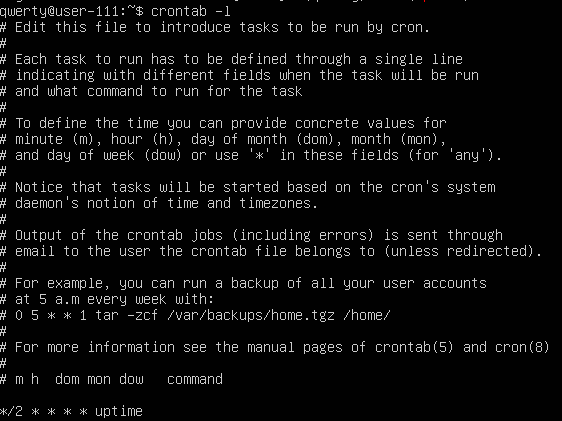 qwerty@user-111:~$ crontab -l
# Edit this file to introduce tasks to be run by cron.
#
# Each task to run has to be defined through a single line
# indicating with different fields when the task will be run
# and what command to run for the task
#
# To define the time you can provide concrete values for
# minute (m), hour (h), day of month (dom), month (mon),
# and day of week (dow) or use '*' in these fields (for 'any').
#
# Notice that tasks will be started based on the cron's system
# daemon's notion of time and timezones.
#
# Output of the crontab jobs (including errors) is sent through
# email to the user the crontab file belongs to (unless redirected).
#
# For example, you can run a backup of all your user accounts
# at 5 a.m every week with:
# 0 5 * * 1 tar -zcf /var/backups/home.tgz /home/
#
# For more information see the manual pages of crontab(5) and cron(8)
#
# m h  dom mon dow   command

*/2 * * * * uptime